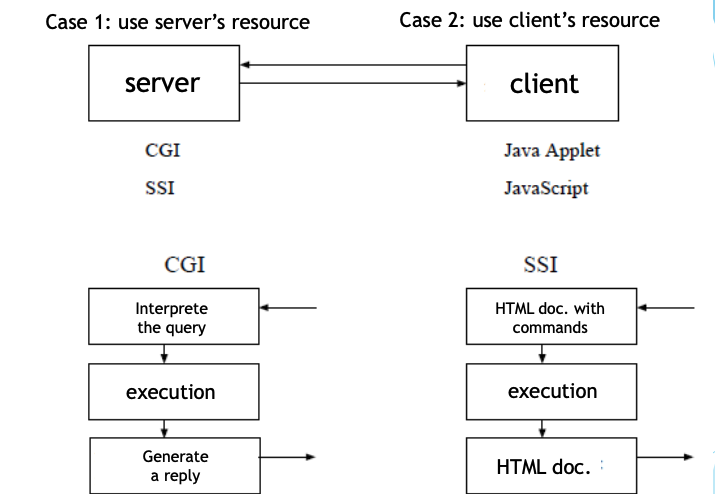 Case 1: use server's resource
Case 2: use client's resource
server
client
CGI
Java Applet
SSI
JavaScript
CGI
SSI
Interprete
the query
HTML doc. with
commands
execution
execution
Generate
a reply
HTML doc. :